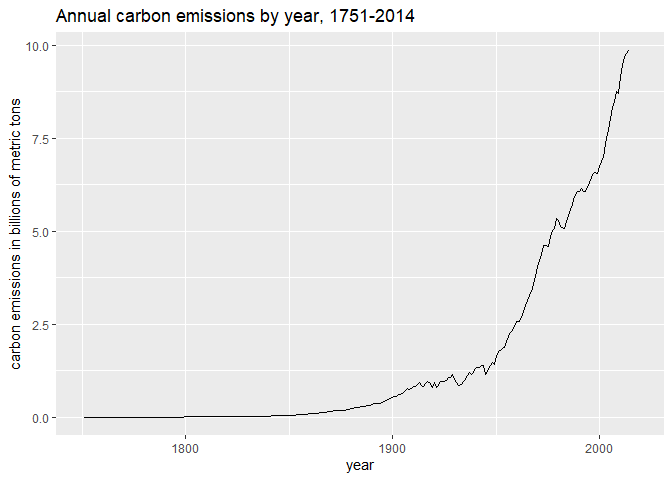 Annual carbon emissions by year, 1751-2014
carbon emissions in billions of metric tons
10.0
7.5
5.0
2.5
0.0
1800
1900
2000
year